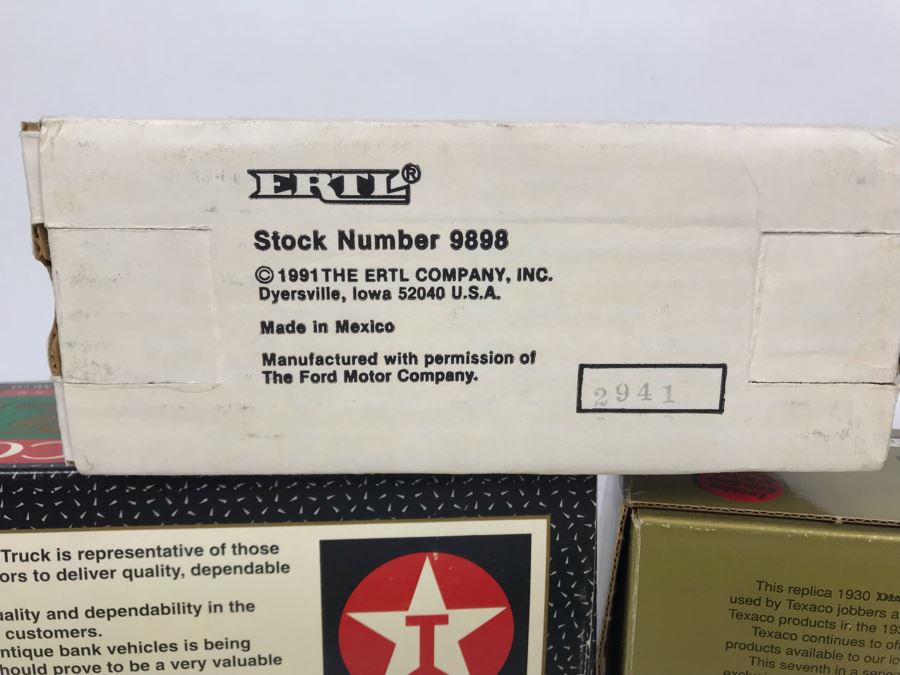 ERTL®
Stock Number 9898
© 1991 THE ERTL COMPANY, INC.
Dyersville, Iowa 52040 U.S.A.
Made in Mexico
Manufactured with permission of
The Ford Motor Company.
2941
Truck is representative of those
ors to deliver quality, dependable
uality and dependability in the
customers.
ntique bank vehicles is being
hould prove to be a very valuable
T
This replica 1930
used by Texaco jobbers a
Texaco products in the 193
Texaco continues to of
products available to our lo
This seventh in a serie